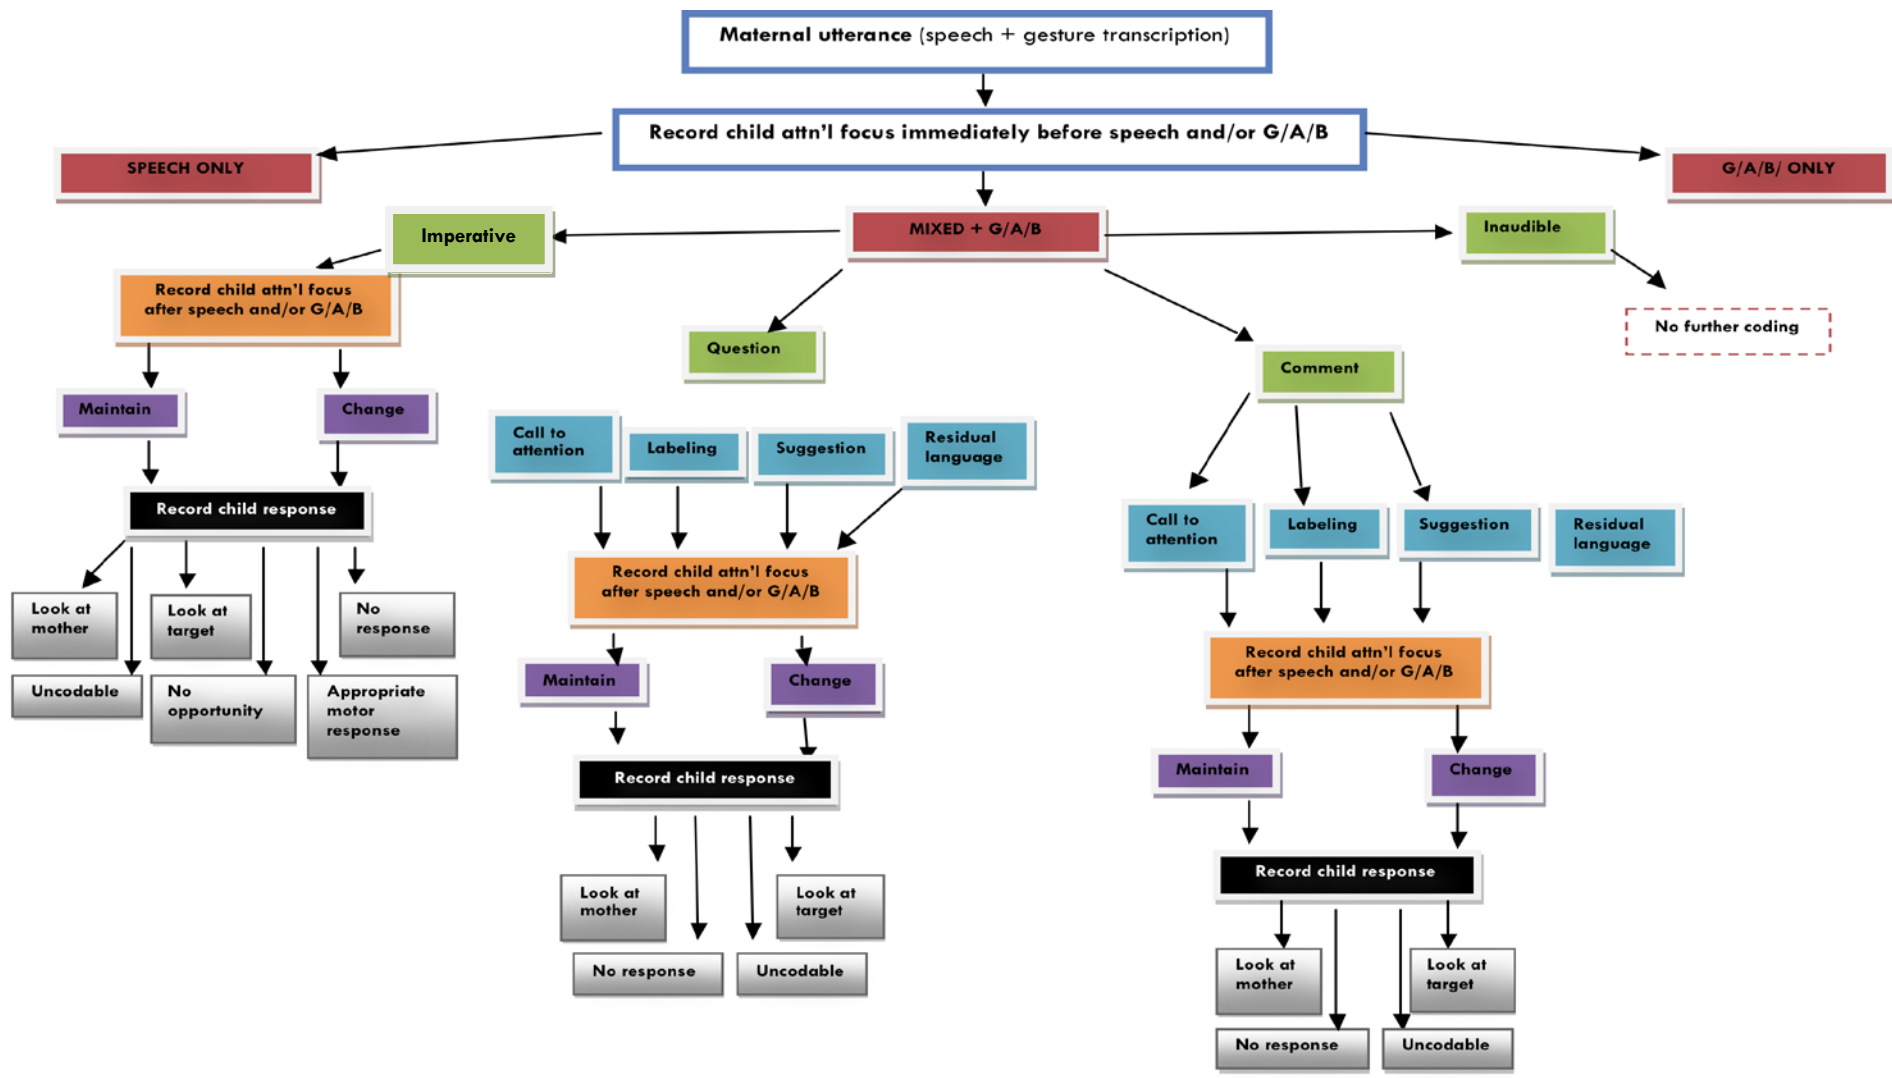 Maternal utterance (speech + gesture transcription)
Record child attn'l focus immediately before speech and/or G/A/B
SPEECH ONLY
G/A/B/ ONLY
MIXED + G/A/B
Imperative
Inaudible
Record child attn'l focus
after speech and/or G/A/B
No further coding
Question
Comment
Maintain
Change
Record child response
Look at
mother
Look at
target
No
response
Uncodable
No
opportunity
Appropriate
motor
response
Call to
attention
Labeling
Suggestion
Residual
language
Record child attn'l focus
after speech and/or G/A/B
Maintain
Change
Record child response
Look at
mother
Look at
target
No response
Uncodable
Call to
attention
Labeling
Suggestion
Residual
language
Record child attn'l focus
after speech and/or G/A/B
Maintain
Change
Record child response
Look at
mother
Look at
target
No response
Uncodable